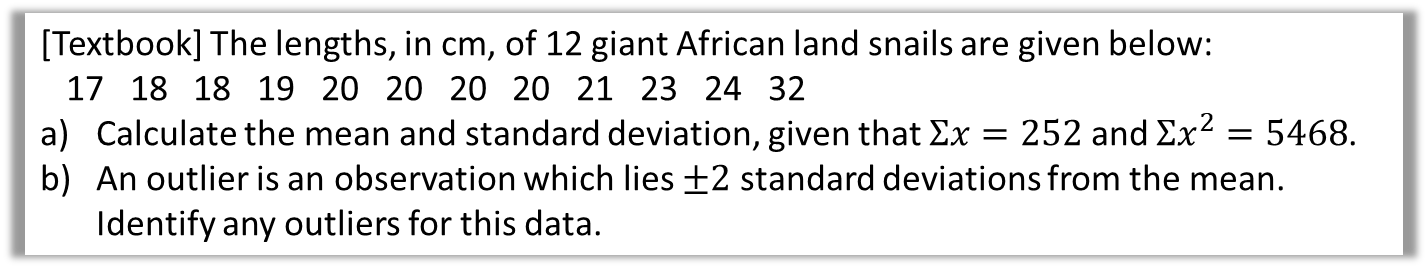 [Textbook] The lengths, in cm, of 12 giant African land snails are given below:
17 18 18 19 20 20 20 20 21 23 24 32
a) Calculate the mean and standard deviation, given that Σx = 252 and Σx² = 5468.
b) An outlier is an observation which lies ±2 standard deviations from the mean.
Identify any outliers for this data.